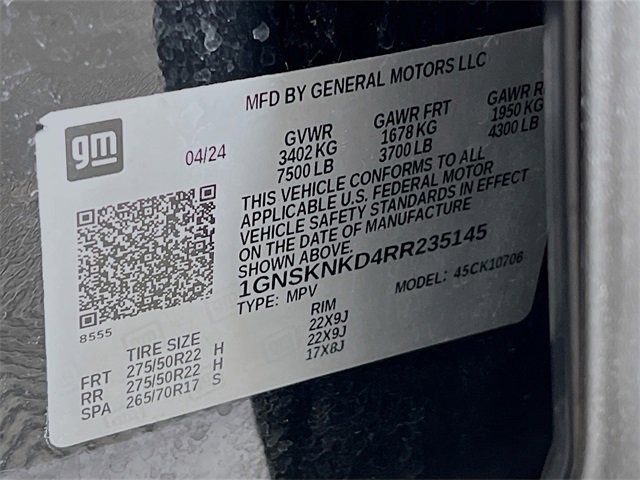 MFD BY GENERAL MOTORS LLC
gm
04/24
GVWR GAWR FRT GAWR
3402 KG 1678 KG 1950 KG
7500 LB 3700 LB 4300 LB
THIS VEHICLE CONFORMS TO ALL
APPLICABLE U.S. FEDERAL MOTOR
VEHICLE SAFETY STANDARDS IN EFFECT
ON THE DATE OF MANUFACTURE
SHOWN ABOVE.
1GNSKNKD4RR235145
TYPE: MPV MODEL: 45CK10706
8555
TIRE SIZE RIM
FRT 275/50R22 H 22X9J
RR 275/50R22 H 22X9J
SPA 265/70R17 S 17X8J